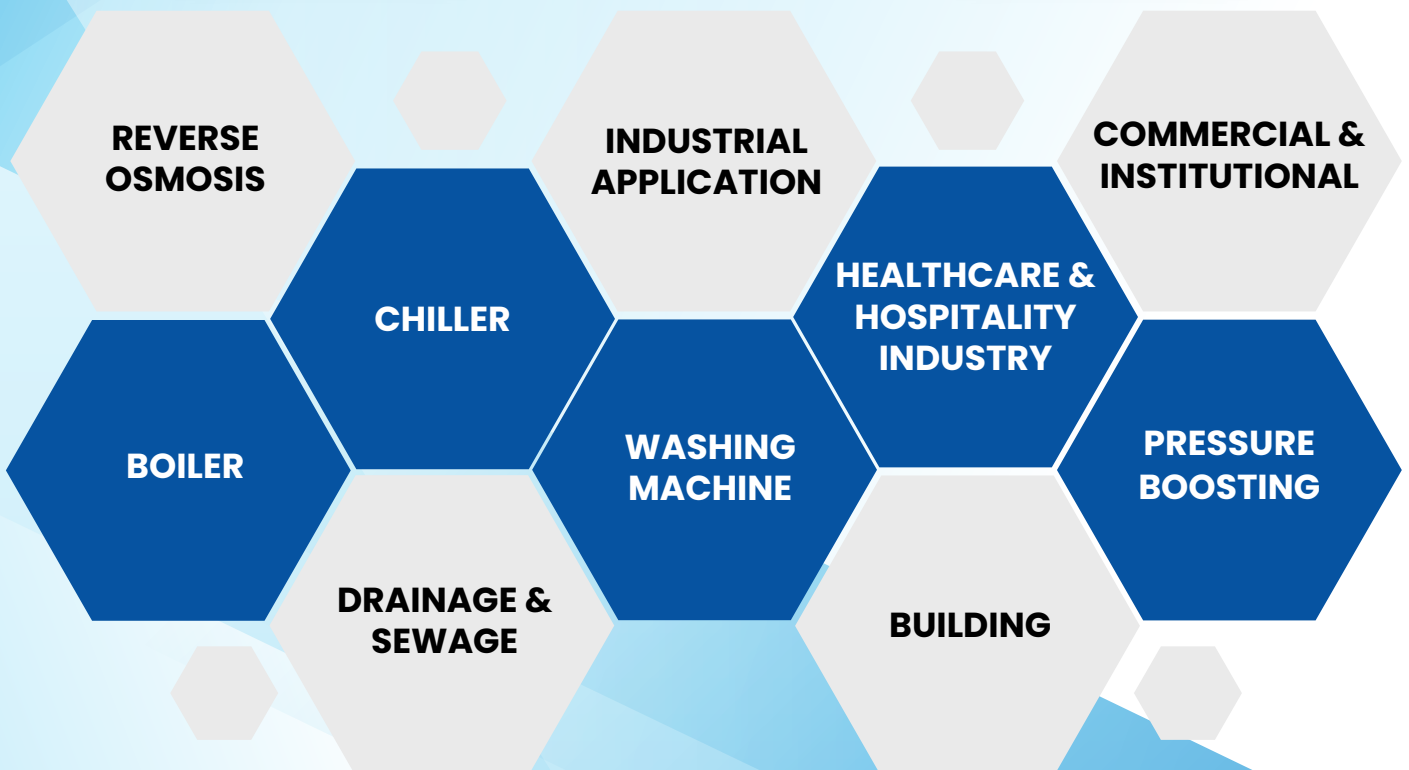 REVERSE
OSMOSIS
INDUSTRIAL
APPLICATION
COMMERCIAL &
INSTITUTIONAL
CHILLER
HEALTHCARE &
HOSPITALITY
INDUSTRY
BOILER
WASHING
MACHINE
PRESSURE
BOOSTING
DRAINAGE &
SEWAGE
BUILDING